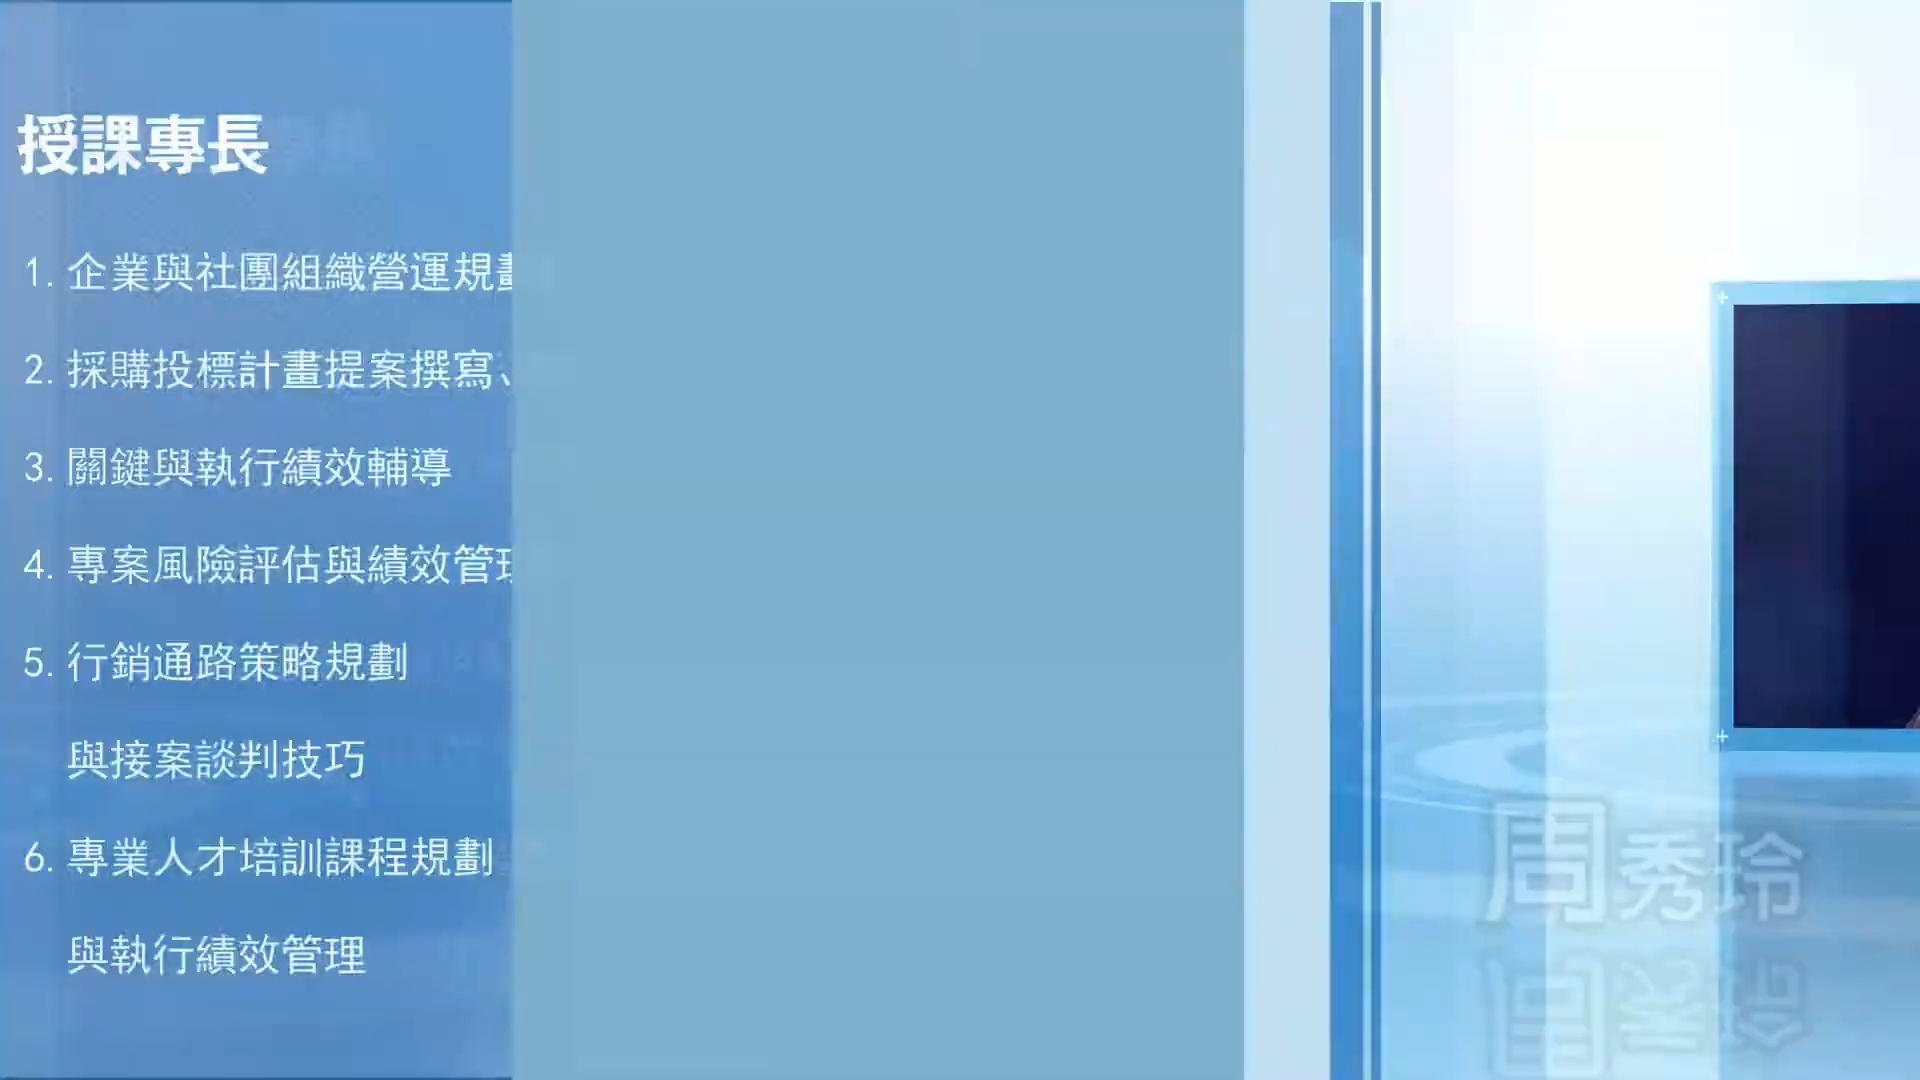 授課專長
1. 企業與社團組織營運規劃
2. 採購投標計畫提案撰寫、
3. 關鍵與執行績效輔導
4. 專案風險評估與績效管理
5. 行銷通路策略規劃
與接案談判技巧
6. 專業人才培訓課程規劃
與執行績效管理
周秀玲